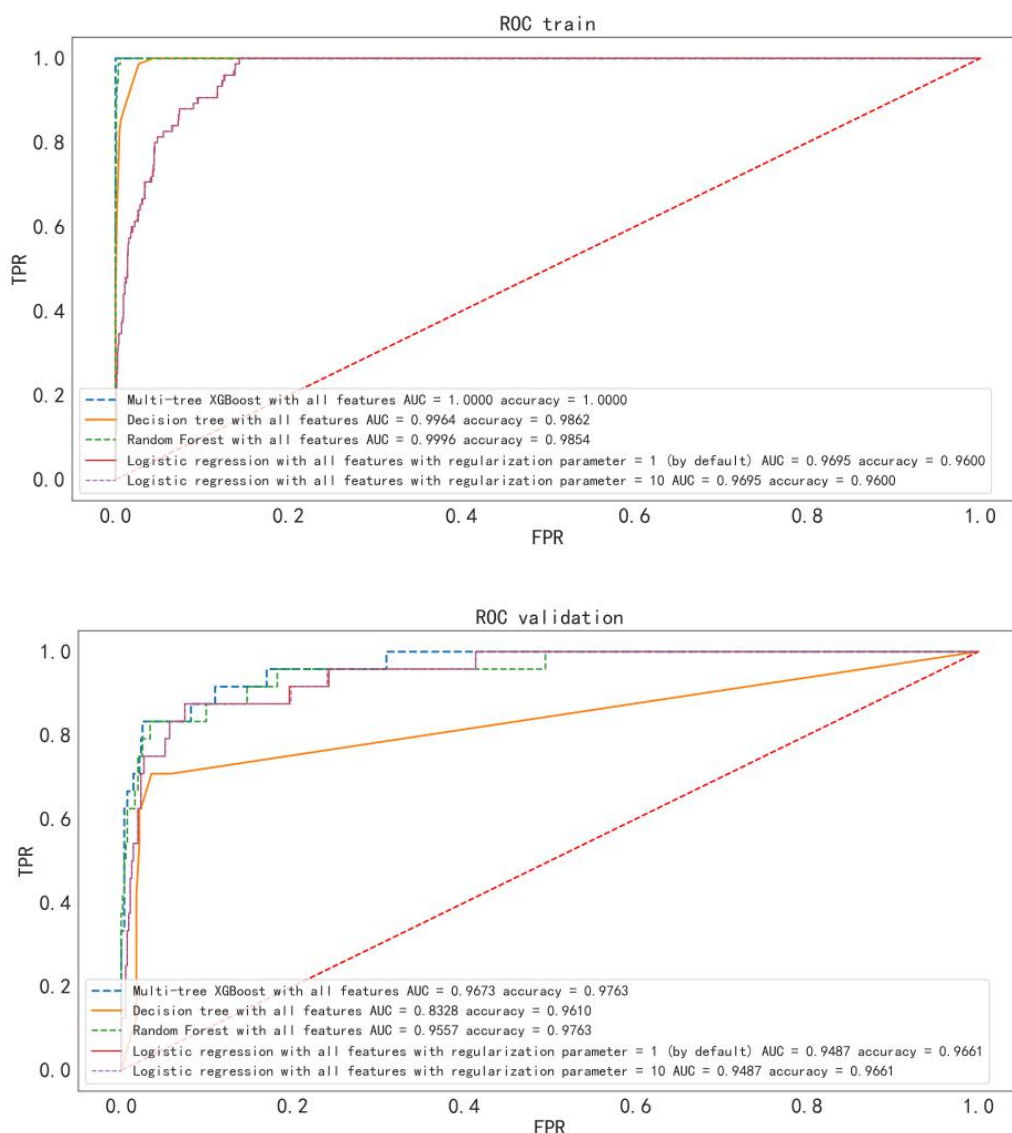 ROC train
1.0
0.8
0.6
0.4
0.2
0.0
TPR
Multi-tree XGBoost with all features AUC = 1.0000 accuracy = 1.0000
Decision tree with all features AUC = 0.9964 accuracy = 0.9862
Random Forest with all features AUC = 0.9996 accuracy = 0.9854
Logistic regression with all features with regularization parameter = 1 (by default) AUC = 0.9695 accuracy = 0.9600
Logistic regression with all features with regularization parameter = 10 AUC = 0.9695 accuracy = 0.9600
0.0 0.2 0.4 0.6 0.8 1.0
FPR
ROC validation
1.0
0.8
0.6
0.4
0.2
0.0
TPR
Multi-tree XGBoost with all features AUC = 0.9673 accuracy = 0.9763
Decision tree with all features AUC = 0.8328 accuracy = 0.9610
Random Forest with all features AUC = 0.9557 accuracy = 0.9763
Logistic regression with all features with regularization parameter = 1 (by default) AUC = 0.9487 accuracy = 0.9661
Logistic regression with all features with regularization parameter = 10 AUC = 0.9487 accuracy = 0.9661
0.0 0.2 0.4 0.6 0.8 1.0
FPR